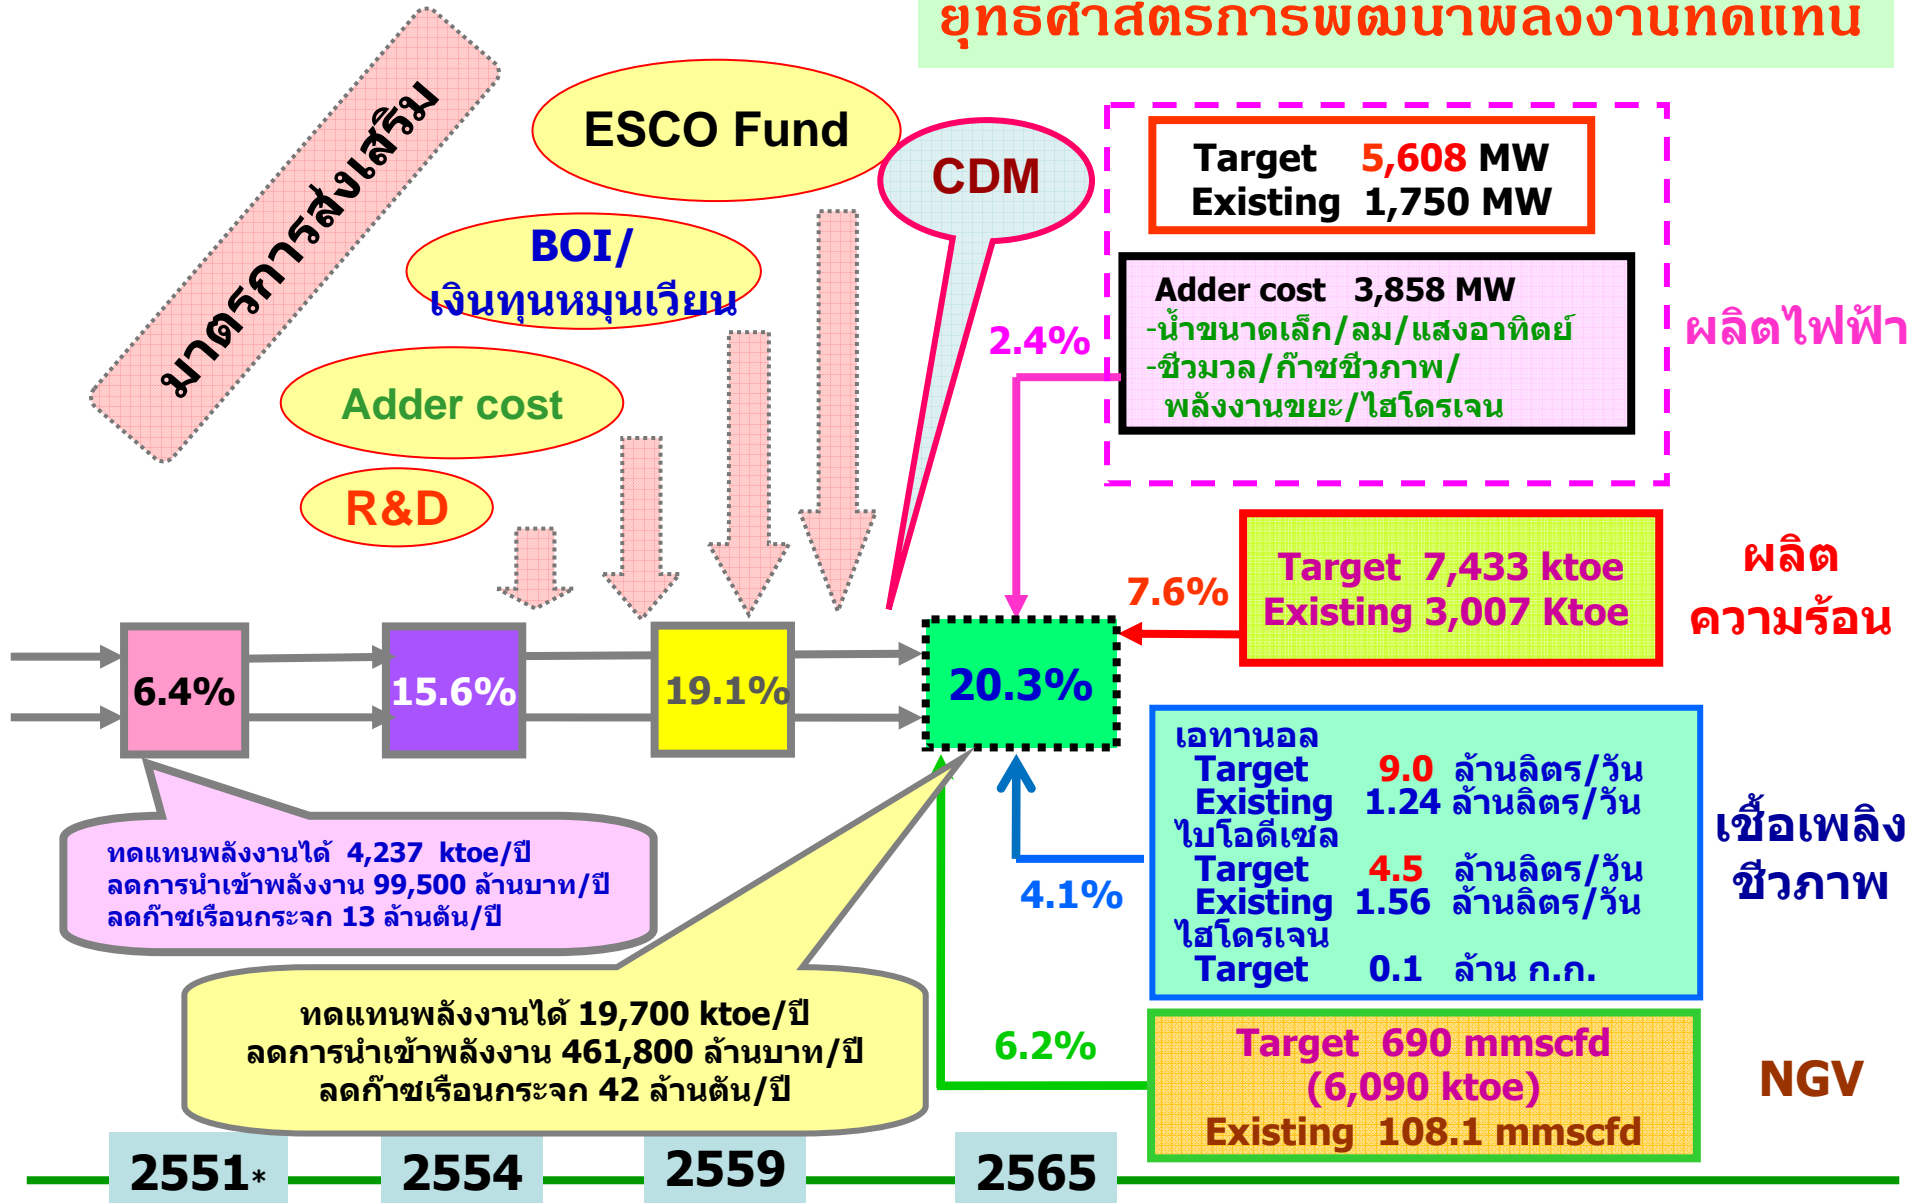 ยุทธศาสตร์การพัฒนาพลังงานทดแทน
มาตรการส่งเสริม
ESCO Fund
CDM
BOI/
เงินทุนหมุนเวียน
Adder cost
R&D
Target 5,608 MW
Existing 1,750 MW
Adder cost 3,858 MW
-น้ำขนาดเล็ก/ลม/แสงอาทิตย์
-ชีวมวล/ก๊าซชีวภาพ/
พลังงานขยะ/ไฮโดรเจน
2.4%
ผลิตไฟฟ้า
Target 7,433 ktoe
Existing 3,007 Ktoe
7.6%
ผลิต
ความร้อน
6.4%
15.6%
19.1%
20.3%
เอทานอล
Target 9.0 ล้านลิตร/วัน
Existing 1.24 ล้านลิตร/วัน
ไบโอดีเซล
Target 4.5 ล้านลิตร/วัน
Existing 1.56 ล้านลิตร/วัน
ไฮโดรเจน
Target 0.1 ล้าน ก.ก.
4.1%
เชื้อเพลิง
ชีวภาพ
ทดแทนพลังงานได้ 4,237 ktoe/ปี
ลดการนำเข้าพลังงาน 99,500 ล้านบาท/ปี
ลดก๊าซเรือนกระจก 13 ล้านตัน/ปี
ทดแทนพลังงานได้ 19,700 ktoe/ปี
ลดการนำเข้าพลังงาน 461,800 ล้านบาท/ปี
ลดก๊าซเรือนกระจก 42 ล้านตัน/ปี
6.2%
Target 690 mmscfd
(6,090 ktoe)
Existing 108.1 mmscfd
NGV
2551*
2554
2559
2565